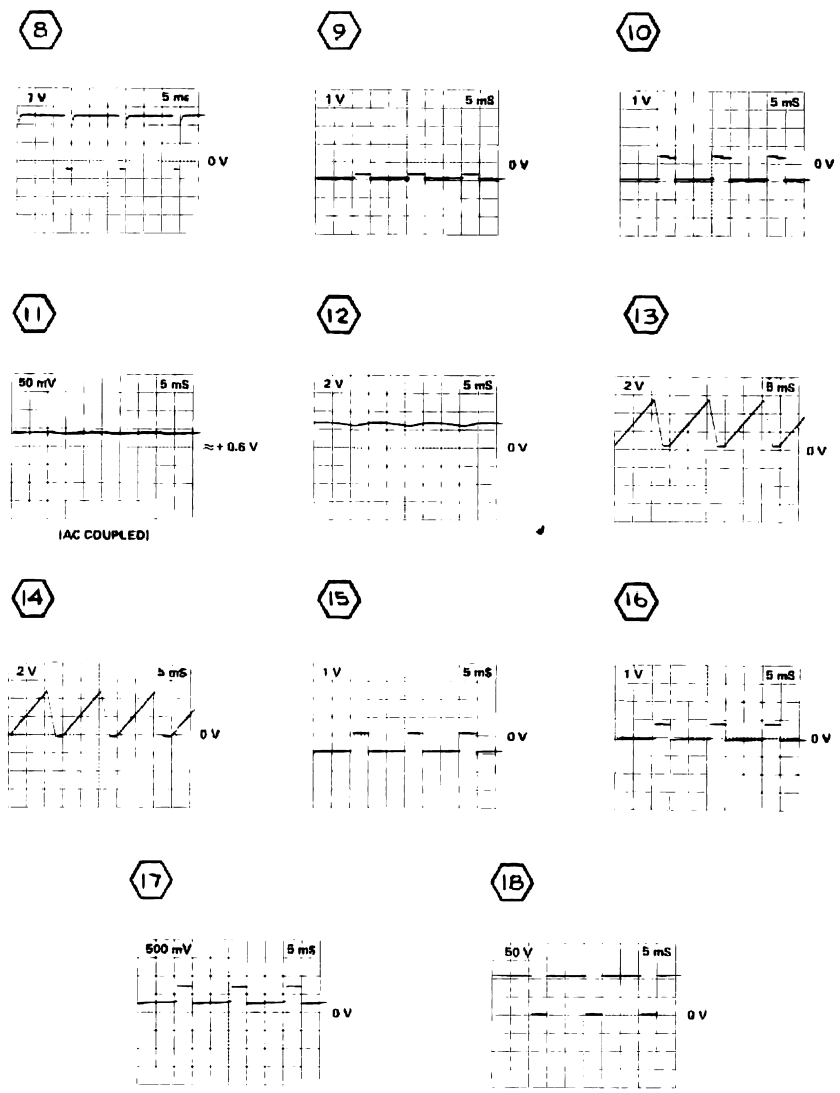 8 9 10
1 V 5 ms 0 V
1 V 5 mS 0 V
1 V 5 mS 0 V
11 12 13
50 mV 5 mS ≈ + 0.6 V
(AC COUPLED)
2 V 5 mS 0 V
2 V 5 mS 0 V
14 15 16
2 V 5 mS 0 V
1 V 5 mS 0 V
1 V 5 mS 0 V
17 18
500 mV 5 mS 0 V
50 V 5 mS 0 V